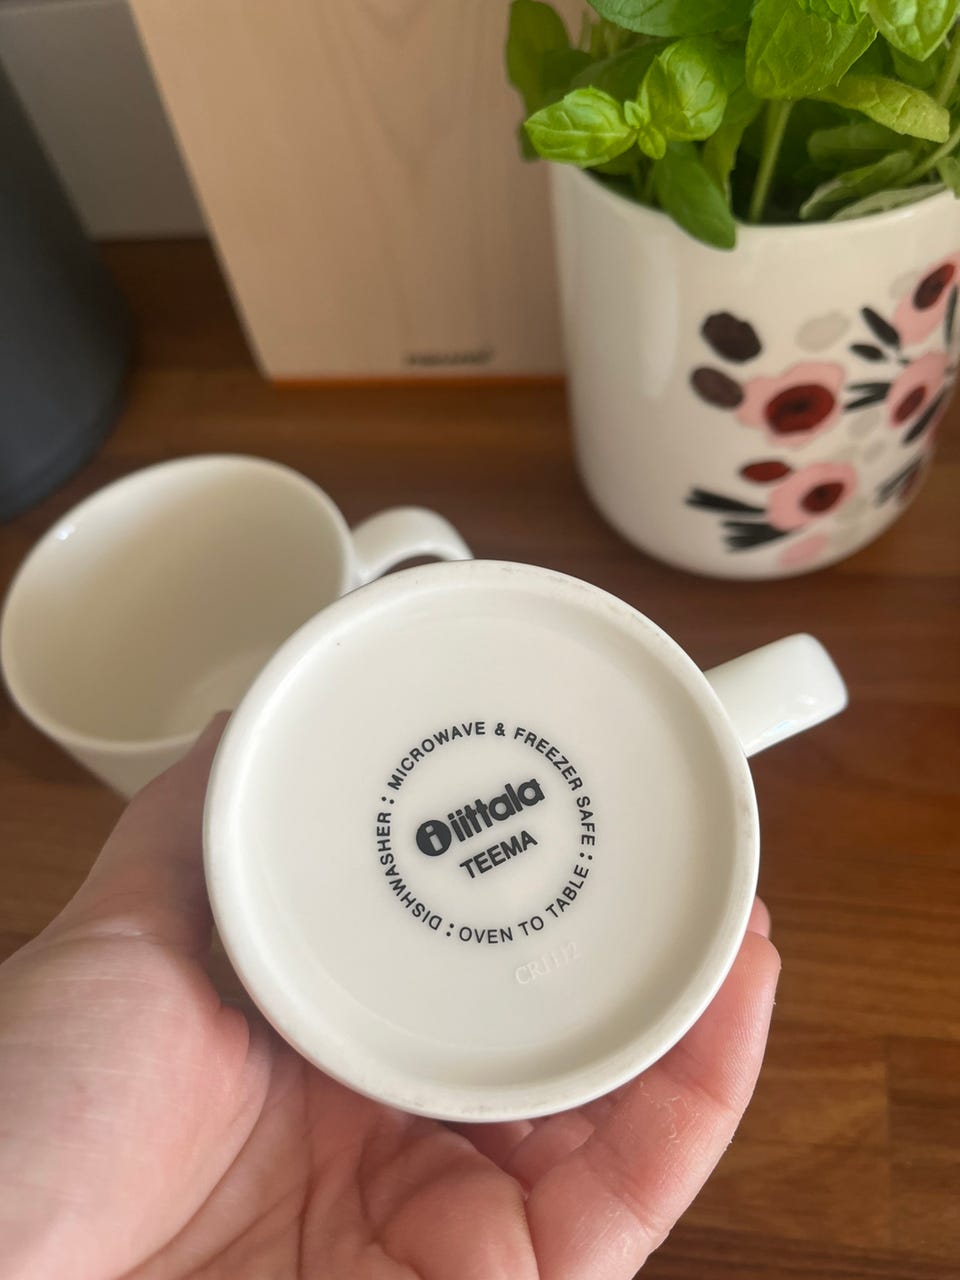 MICROWAVE & FREEZER SAFE : OVEN TO TABLE : DISHWASHER :
i iittala
TEEMA
CR1112